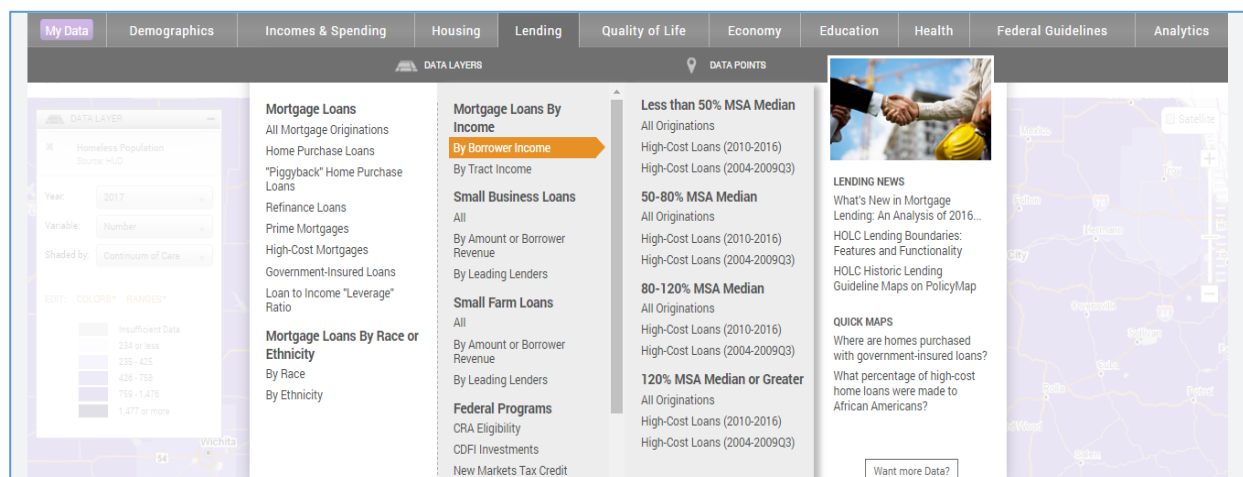 My Data Demographics Incomes & Spending Housing Lending Quality of Life Economy Education Health Federal Guidelines Analytics
DATA LAYERS DATA POINTS
Mortgage Loans
All Mortgage Originations
Home Purchase Loans
"Piggyback" Home Purchase
Loans
Refinance Loans
Prime Mortgages
High-Cost Mortgages
Government-Insured Loans
Loan to Income "Leverage"
Ratio
Mortgage Loans By Race or
Ethnicity
By Race
By Ethnicity
Mortgage Loans By
Income
By Borrower Income
By Tract Income
Small Business Loans
All
By Amount or Borrower
Revenue
By Leading Lenders
Small Farm Loans
All
By Amount or Borrower
Revenue
By Leading Lenders
Federal Programs
CRA Eligibility
CDFI Investments
New Markets Tax Credit
Less than 50% MSA Median
All Originations
High-Cost Loans (2010-2016)
High-Cost Loans (2004-2009Q3)
50-80% MSA Median
All Originations
High-Cost Loans (2010-2016)
High-Cost Loans (2004-2009Q3)
80-120% MSA Median
All Originations
High-Cost Loans (2010-2016)
High-Cost Loans (2004-2009Q3)
120% MSA Median or Greater
All Originations
High-Cost Loans (2010-2016)
High-Cost Loans (2004-2009Q3)
LENDING NEWS
What's New in Mortgage
Lending: An Analysis of 2016...
HOLC Lending Boundaries:
Features and Functionality
HOLC Historic Lending
Guideline Maps on PolicyMap
QUICK MAPS
Where are homes purchased
with government-insured loans?
What percentage of high-cost
home loans were made to
African Americans?
Want more Data?
DATA LAYER
Homeless Population
Source: HUD
Year: 2017
Variable: Number
Shaded by: Continuum of Care
EDIT: COLORS* RANGES*
Insufficient Data
234 or less
235 - 425
426 - 758
759 - 1,476
1,477 or more
Wichita
54
Satellite
Mexico
Fulton
Hermann
City
Owensville
Sullivan
Cuba
Rolla
Potosi
Salem